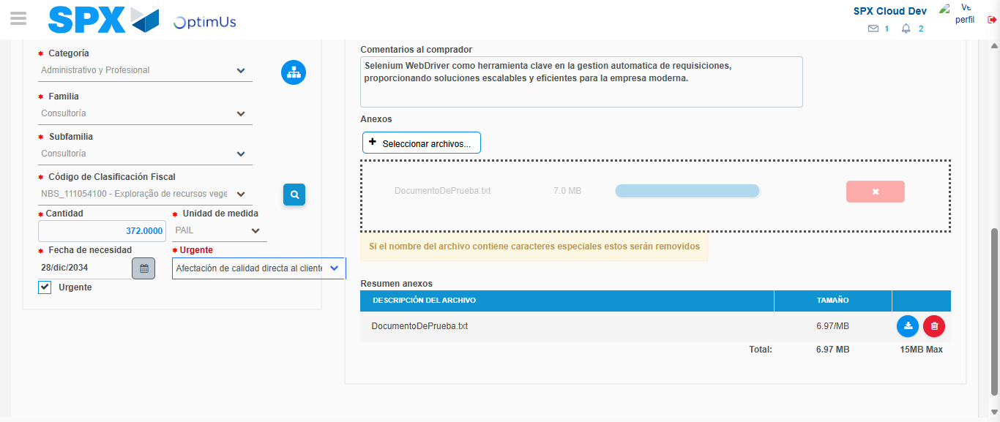 SPX
OptimUs
SPX Cloud Dev
Ve
perfil
1
2
* Categoría
Administrativo y Profesional
* Familia
Consultoría
* Subfamilia
Consultoría
* Código de Clasificación Fiscal
NBS_111054100 - Exploração de recursos vege
* Cantidad
* Unidad de medida
372.0000
PAIL
* Fecha de necesidad
* Urgente
28/dic/2034
Afectación de calidad directa al cliente
Urgente
Comentarios al comprador
Selenium WebDriver como herramienta clave en la gestion automatica de requisiciones,
proporcionando soluciones escalables y eficientes para la empresa moderna.
Anexos
+ Seleccionar archivos...
DocumentoDePrueba.txt
7.0 MB
Si el nombre del archivo contiene caracteres especiales estos serán removidos
Resumen anexos
DESCRIPCIÓN DEL ARCHIVO
TAMAÑO
DocumentoDePrueba.txt
6.97/MB
Total:
6.97 MB
15MB Max